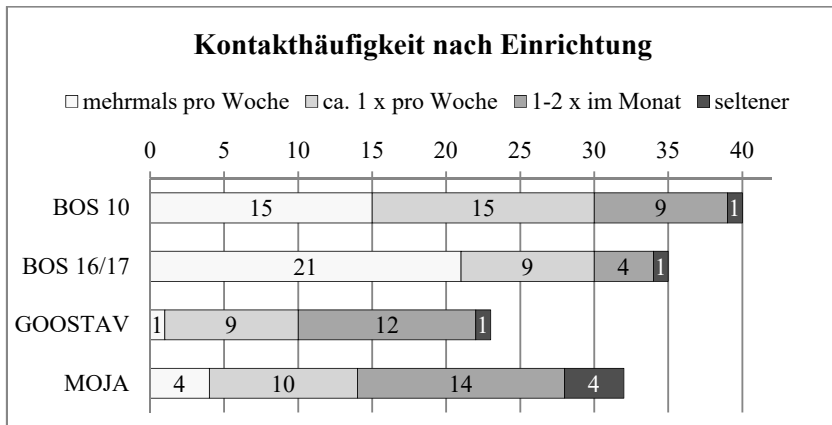 Kontakthäufigkeit nach Einrichtung
mehrmals pro Woche ca. 1 x pro Woche 1-2 x im Monat seltener
0 5 10 15 20 25 30 35 40
BOS 10 15 15 9 1
BOS 16/17 21 9 4 1
GOOSTAV 1 9 12 1
MOJA 4 10 14 4